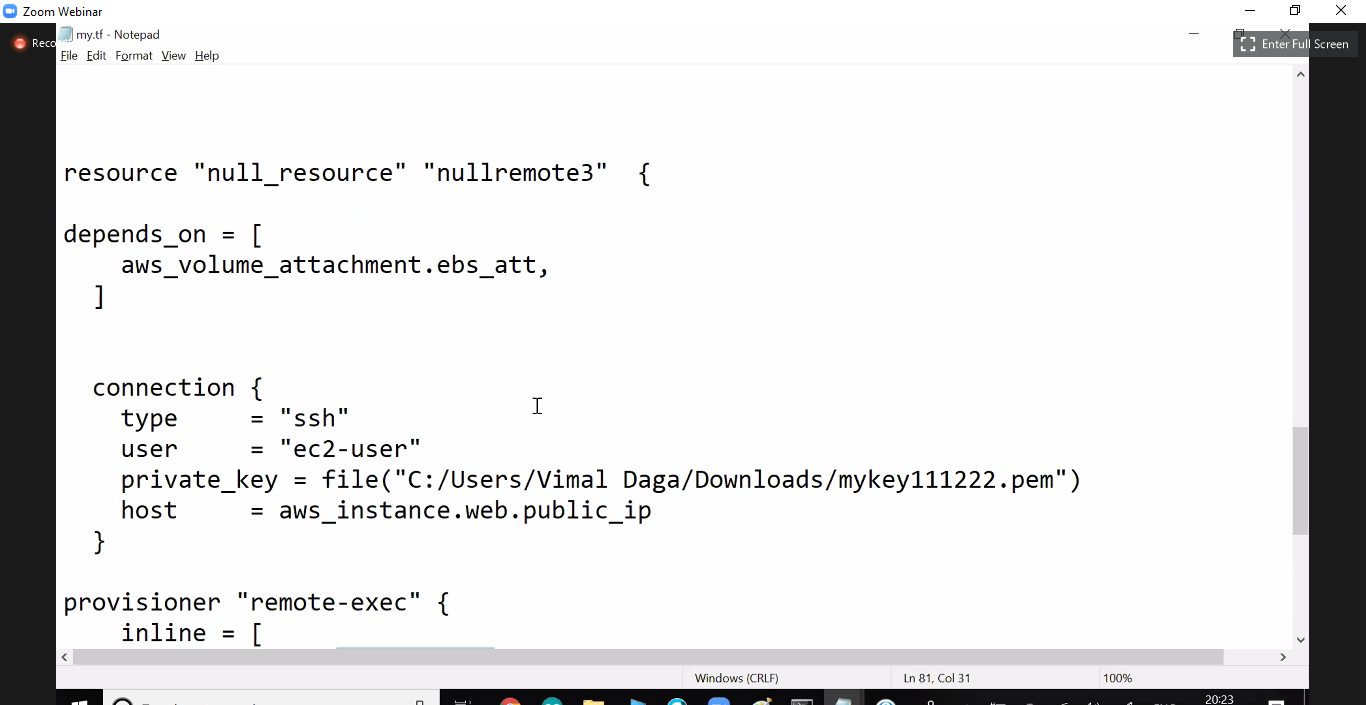 Zoom Webinar
Reco
my.tf - Notepad
Enter Full Screen
File Edit Format View Help
resource "null_resource" "nullremote3"  {
depends_on = [
    aws_volume_attachment.ebs_att,
  ]
  connection {
    type     = "ssh"
    user     = "ec2-user"
    private_key = file("C:/Users/Vimal Daga/Downloads/mykey111222.pem")
    host     = aws_instance.web.public_ip
  }
provisioner "remote-exec" {
    inline = [
Windows (CRLF) Ln 81, Col 31 100%
20:23